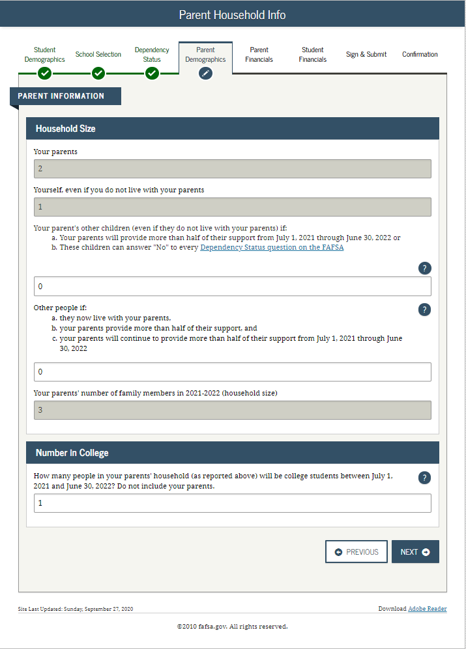 Parent Household Info
Student
Demographics
School Selection
Dependency
Status
Parent
Demographics
Parent
Financials
Student
Financials
Sign & Submit
Confirmation
PARENT INFORMATION
Household Size
Your parents
2
Yourself, even if you do not live with your parents
1
Your parent's other children (even if they do not live with your parents) if:
a. Your parents will provide more than half of their support from July 1, 2021 through June 30, 2022 or
b. These children can answer "No" to every Dependency Status question on the FAFSA
?
0
Other people if:
?
a. they now live with your parents,
b. your parents provide more than half of their support, and
c. your parents will continue to provide more than half of their support from July 1, 2021 through June
30, 2022
0
Your parents' number of family members in 2021-2022 (household size)
3
Number In College
How many people in your parents' household (as reported above) will be college students between July 1,
2021 and June 30, 2022? Do not include your parents.
?
1
PREVIOUS
NEXT
Site Last Updated: Sunday, September 27, 2020
Download Adobe Reader
©2010 fafsa.gov. All rights reserved.